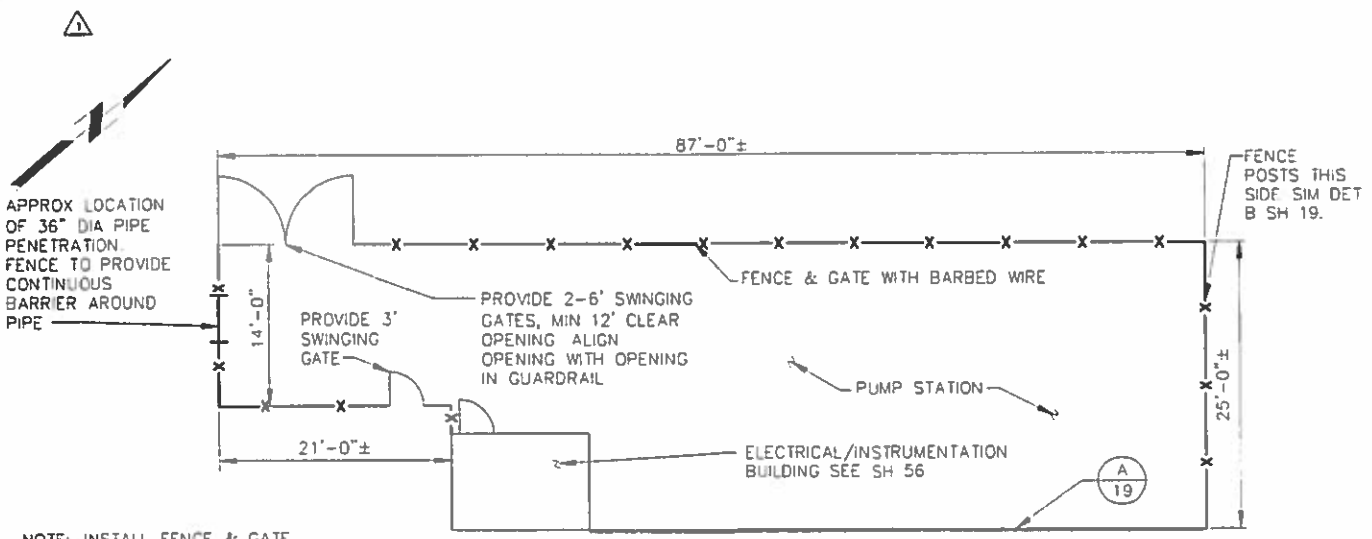 1
87'-0"±
FENCE
POSTS THIS
SIDE SIM DET
B SH 19.
APPROX LOCATION
OF 36" DIA PIPE
PENETRATION.
FENCE TO PROVIDE
CONTINUOUS
BARRIER AROUND
PIPE
14'-0"
PROVIDE 3'
SWINGING
GATE
PROVIDE 2-6' SWINGING
GATES, MIN 12' CLEAR
OPENING ALIGN
OPENING WITH OPENING
IN GUARDRAIL
FENCE & GATE WITH BARBED WIRE
PUMP STATION
25'-0"±
21'-0"±
ELECTRICAL/INSTRUMENTATION
BUILDING SEE SH 56
A
19
NOTE: INSTALL FENCE & GATE